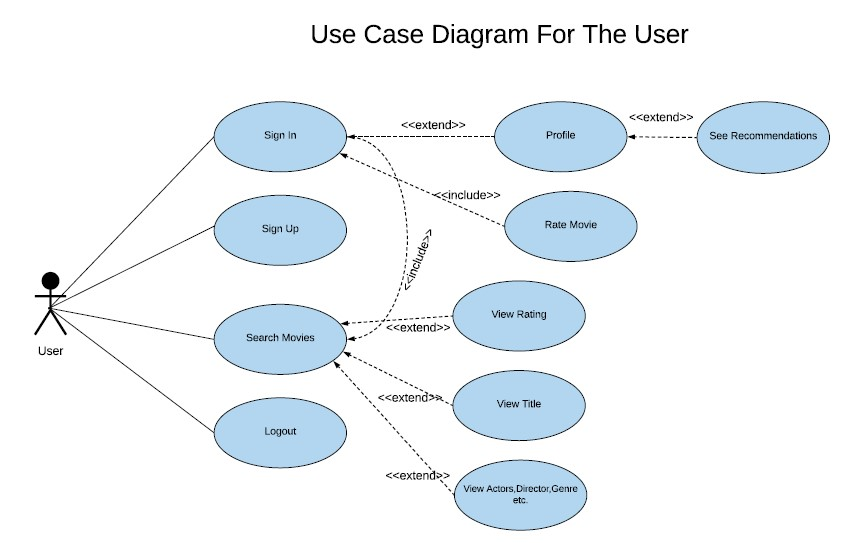 Use Case Diagram For The User
Sign In
<<extend>>
Profile
<<extend>>
See Recommendations
<<include>>
Rate Movie
Sign Up
<<include>>
User
Search Movies
<<extend>>
View Rating
<<extend>>
View Title
Logout
<<extend>>
View Actors,Director,Genre
etc.